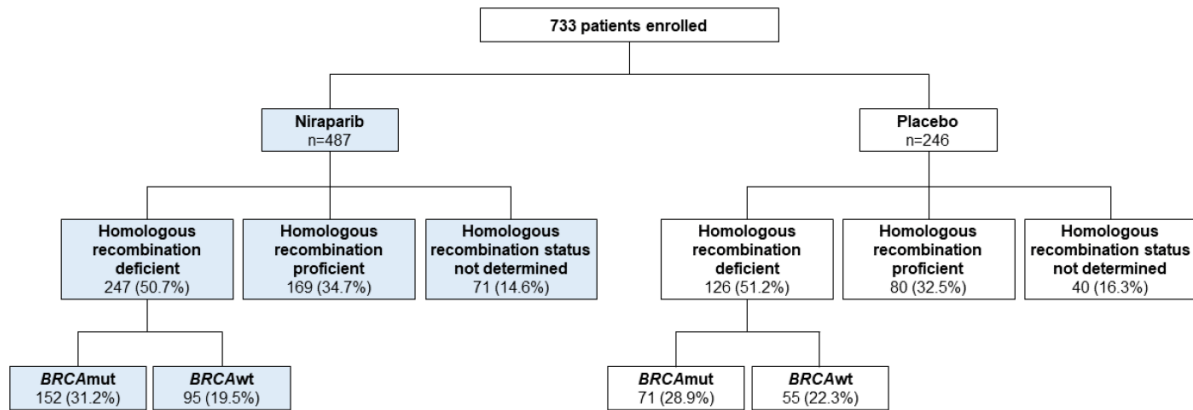 733 patients enrolled
Niraparib
n=487
Placebo
n=246
Homologous
recombination
deficient
247 (50.7%)
Homologous
recombination
proficient
169 (34.7%)
Homologous
recombination status
not determined
71 (14.6%)
Homologous
recombination
deficient
126 (51.2%)
Homologous
recombination
proficient
80 (32.5%)
Homologous
recombination status
not determined
40 (16.3%)
BRCAmut
152 (31.2%)
BRCAwt
95 (19.5%)
BRCAmut
71 (28.9%)
BRCAwt
55 (22.3%)